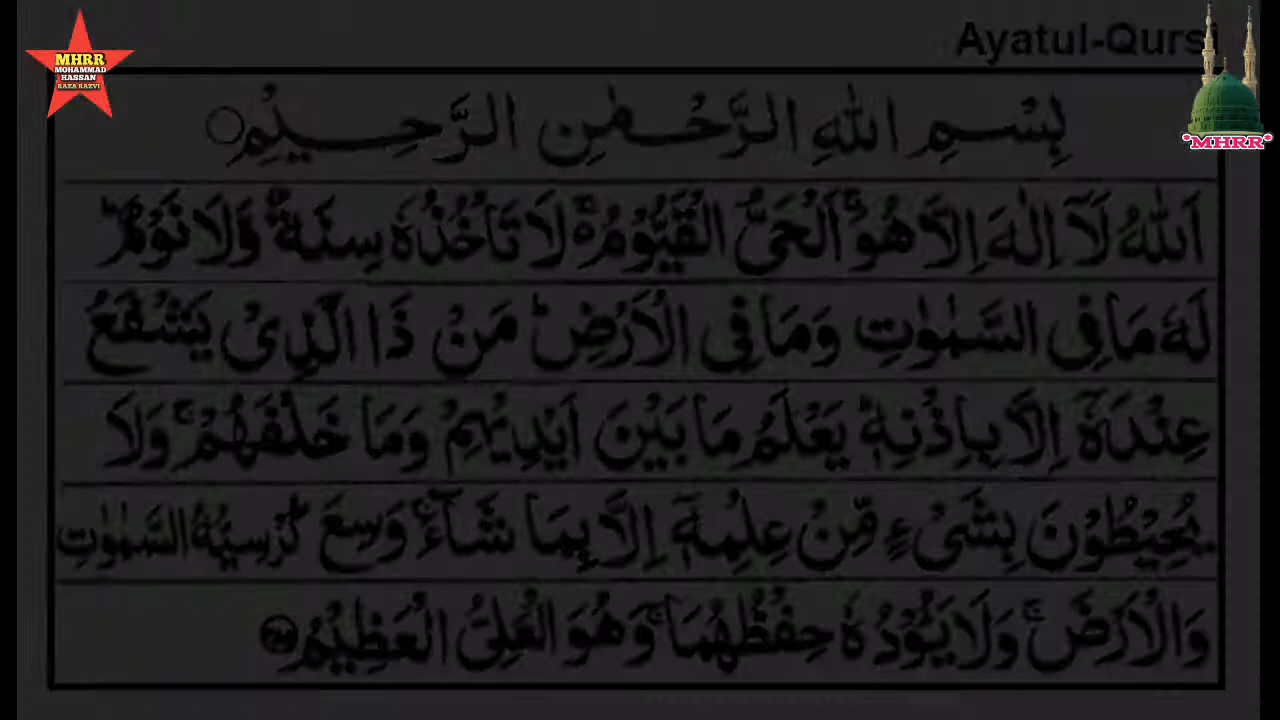 Ayatul-Qursi
MHRR
MOHAMMAD
HASSAN
RAZA RAZVI
*MHRR*
بِسْمِ اللّٰهِ الرَّحْمٰنِ الرَّحِيْمِ
اَللّٰهُ لَآ اِلٰهَ اِلَّا هُوَ ۚ اَلْحَیُّ الْقَيُّوْمُ ۚ لَا تَاْخُذُهٗ سِنَةٌ وَّلَا نَوْمٌ ؕ
لَهٗ مَا فِی السَّمٰوٰتِ وَمَا فِی الْاَرْضِ ؕ مَنْ ذَا الَّذِیْ يَشْفَعُ
عِنْدَهٗٓ اِلَّا بِاِذْنِهٖ ؕ يَعْلَمُ مَا بَيْنَ اَيْدِيْهِمْ وَمَا خَلْفَهُمْ ۚ وَلَا
يُحِيْطُوْنَ بِشَیْءٍ مِّنْ عِلْمِهٖٓ اِلَّا بِمَا شَآءَ ۚ وَسِعَ كُرْسِيُّهُ السَّمٰوٰتِ
وَالْاَرْضَ ۚ وَلَا يَـُٔوْدُهٗ حِفْظُهُمَا ۚ وَهُوَ الْعَلِیُّ الْعَظِيْمُ